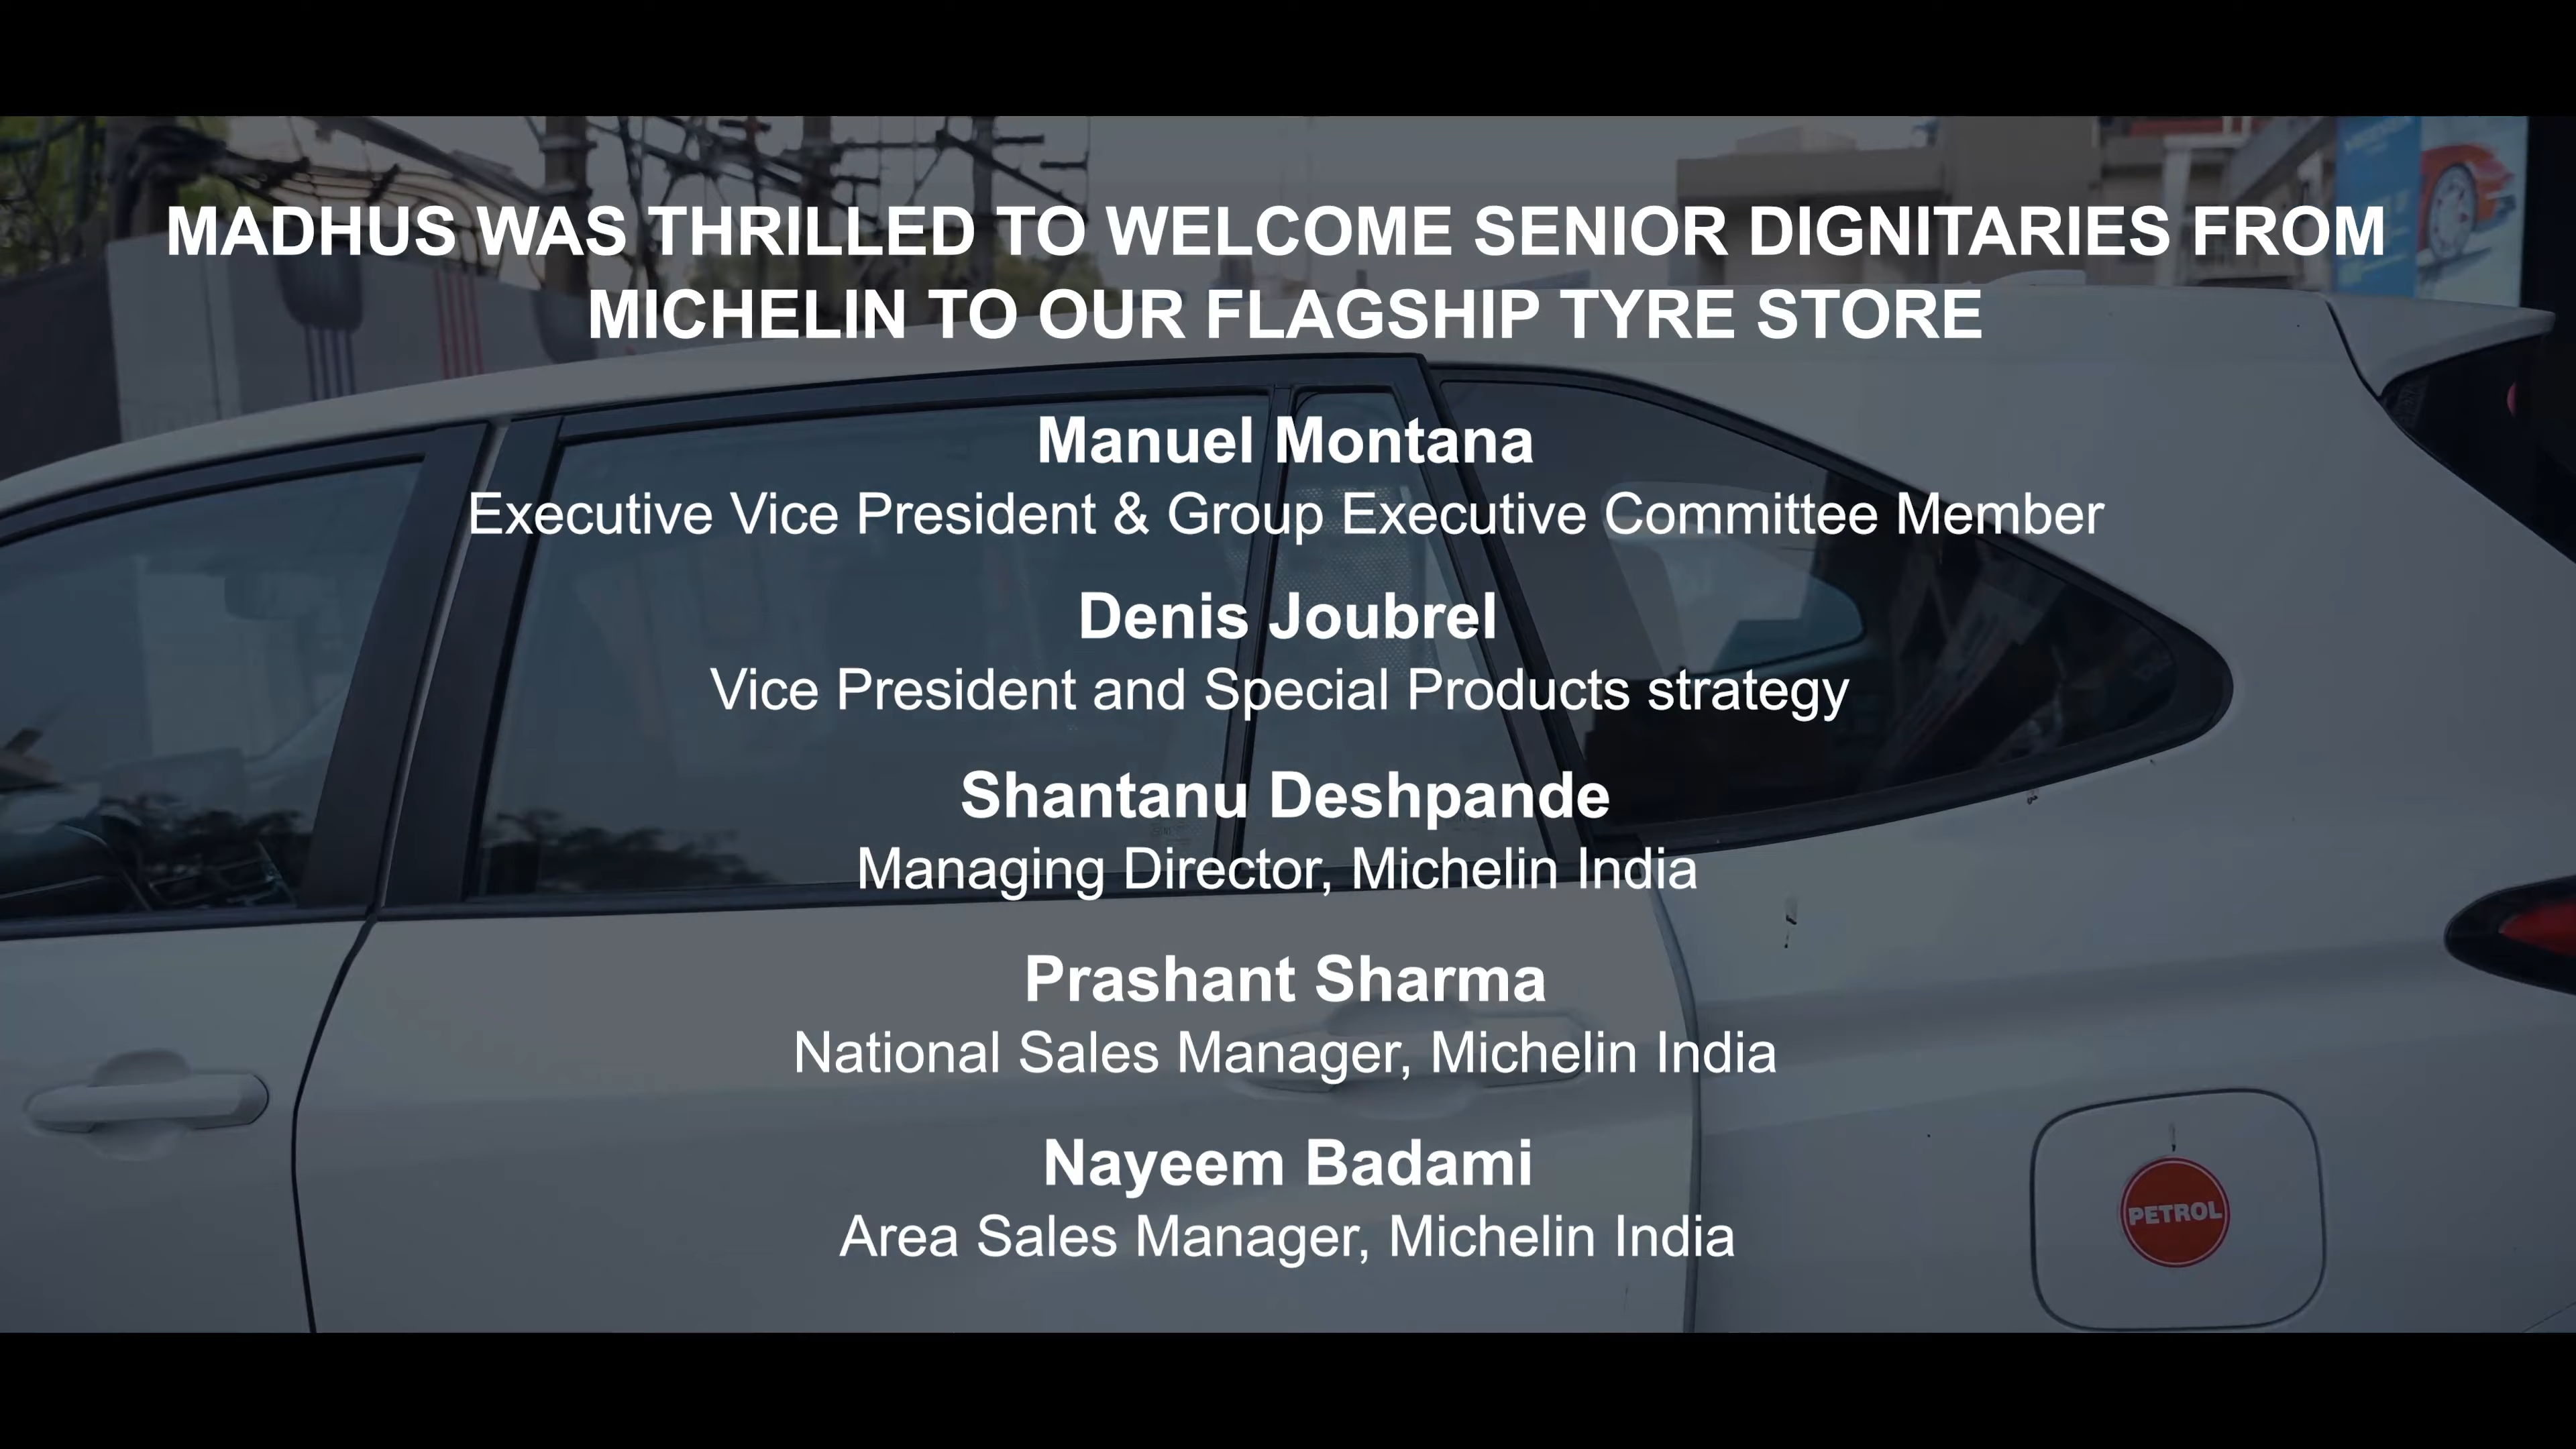 MADHUS WAS THRILLED TO WELCOME SENIOR DIGNITARIES FROM
MICHELIN TO OUR FLAGSHIP TYRE STORE
Manuel Montana
Executive Vice President & Group Executive Committee Member
Denis Joubrel
Vice President and Special Products strategy
Shantanu Deshpande
Managing Director, Michelin India
Prashant Sharma
National Sales Manager, Michelin India
Nayeem Badami
Area Sales Manager, Michelin India
PETROL